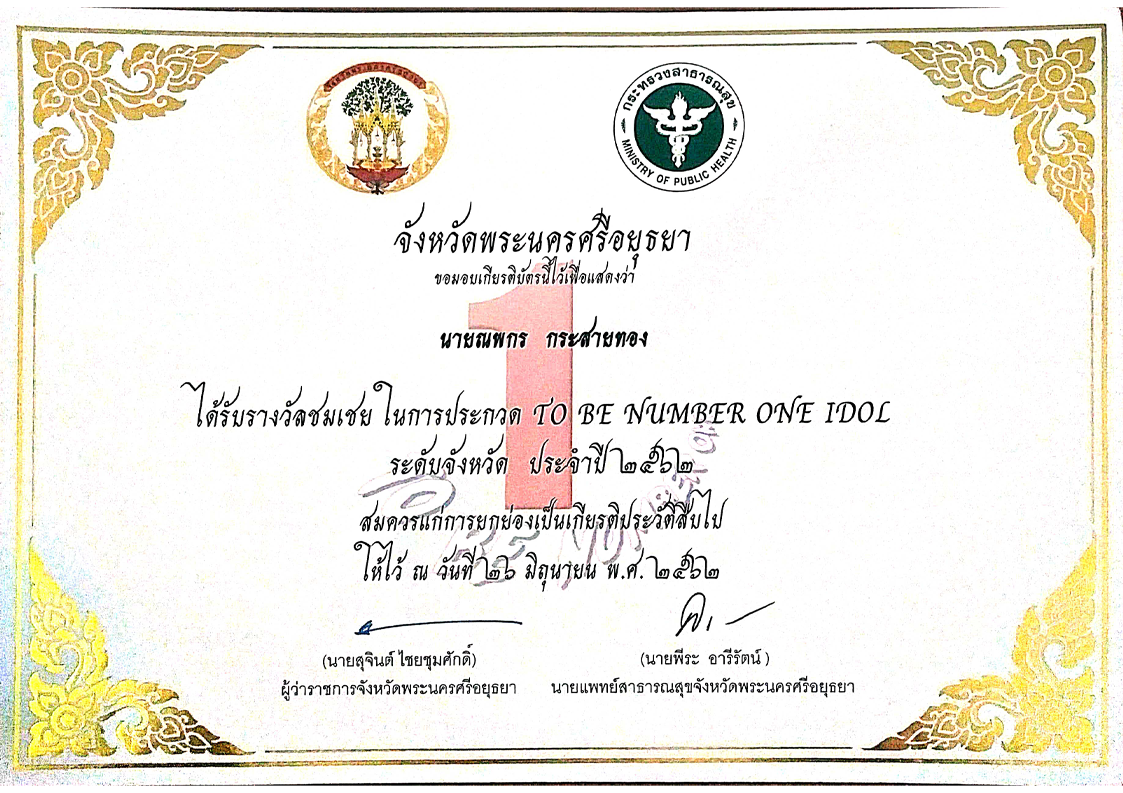 กระทรวงสาธารณสุข
MINISTRY OF PUBLIC HEALTH
จังหวัดพระนครศรีอยุธยา
ขอมอบเกียรติบัตรนี้ไว้เพื่อแสดงว่า
1
นายณพกร กระสายทอง
ได้รับรางวัลชมเชย ในการประกวด TO BE NUMBER ONE IDOL
ระดับจังหวัด ประจำปี ๒๕๖๒
สมควรแก่การยกย่องเป็นเกียรติประวัติสืบไป
ให้ไว้ ณ วันที่ ๒๖ มิถุนายน พ.ศ. ๒๕๖๒
(นายสุจินต์ ไชยชุมศักดิ์) (นายพีระ อารีรัตน์ )
ผู้ว่าราชการจังหวัดพระนครศรีอยุธยา นายแพทย์สาธารณสุขจังหวัดพระนครศรีอยุธยา